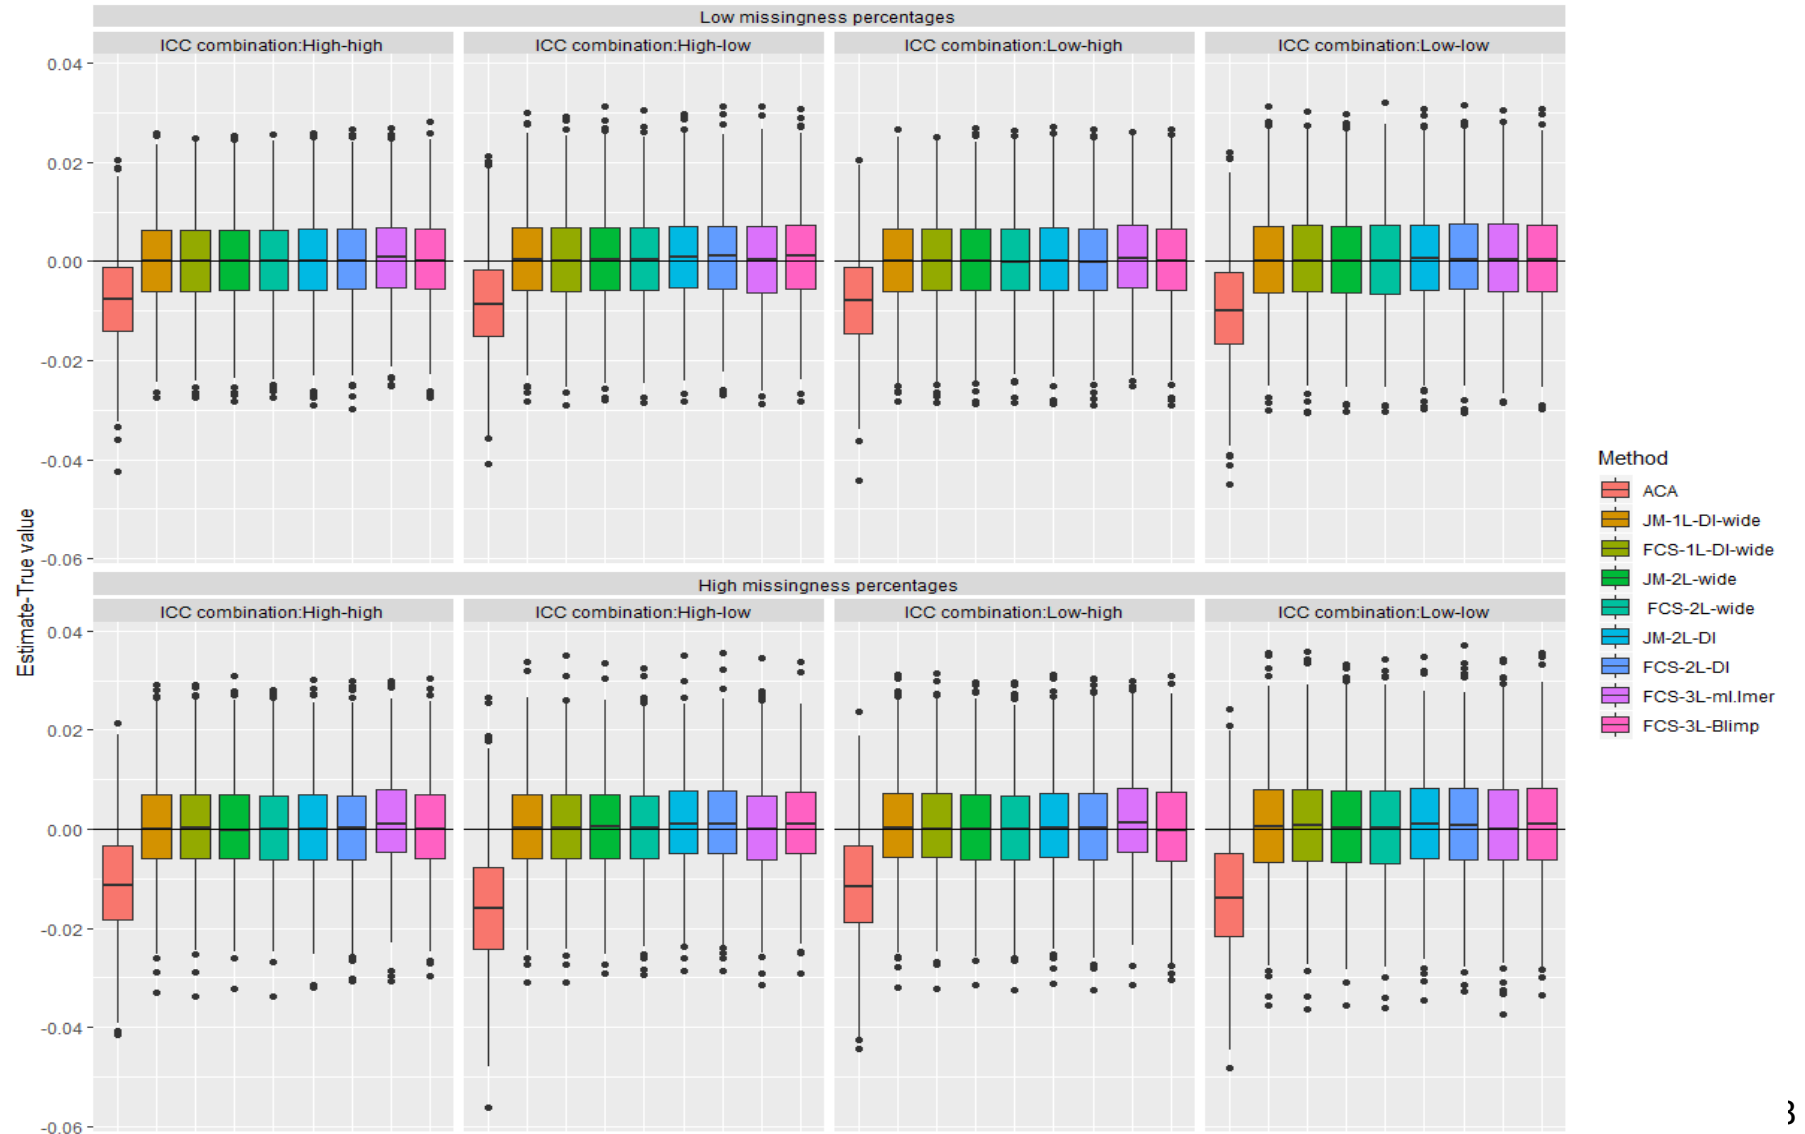 Low missingness percentages
ICC combination:High-high
ICC combination:High-low
ICC combination:Low-high
ICC combination:Low-low
0.04
0.02
0.00
-0.02
-0.04
-0.06
Estimate-True value
High missingness percentages
ICC combination:High-high
ICC combination:High-low
ICC combination:Low-high
ICC combination:Low-low
0.04
0.02
0.00
-0.02
-0.04
-0.06
Method
ACA
JM-1L-DI-wide
FCS-1L-DI-wide
JM-2L-wide
FCS-2L-wide
JM-2L-DI
FCS-2L-DI
FCS-3L-ml.lmer
FCS-3L-Blimp